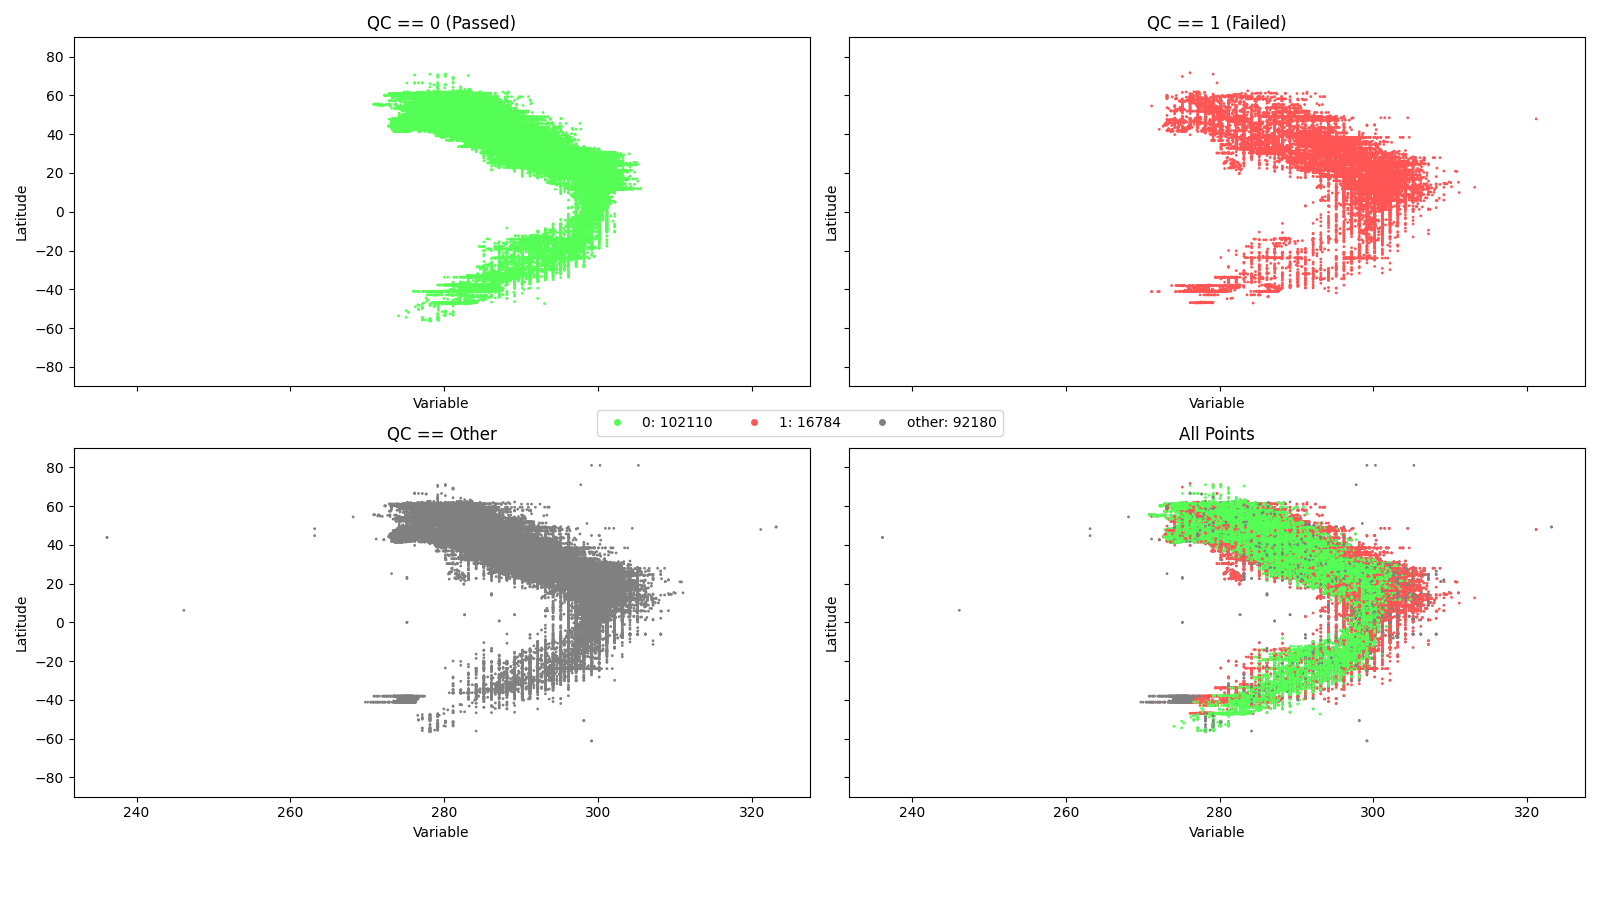 QC == 0 (Passed)
QC == 1 (Failed)
80
60
40
20
0
−20
−40
−60
−80
Latitude
Latitude
Variable
Variable
0: 102110
1: 16784
other: 92180
QC == Other
All Points
80
60
40
20
0
−20
−40
−60
−80
Latitude
Latitude
240
260
280
300
320
240
260
280
300
320
Variable
Variable